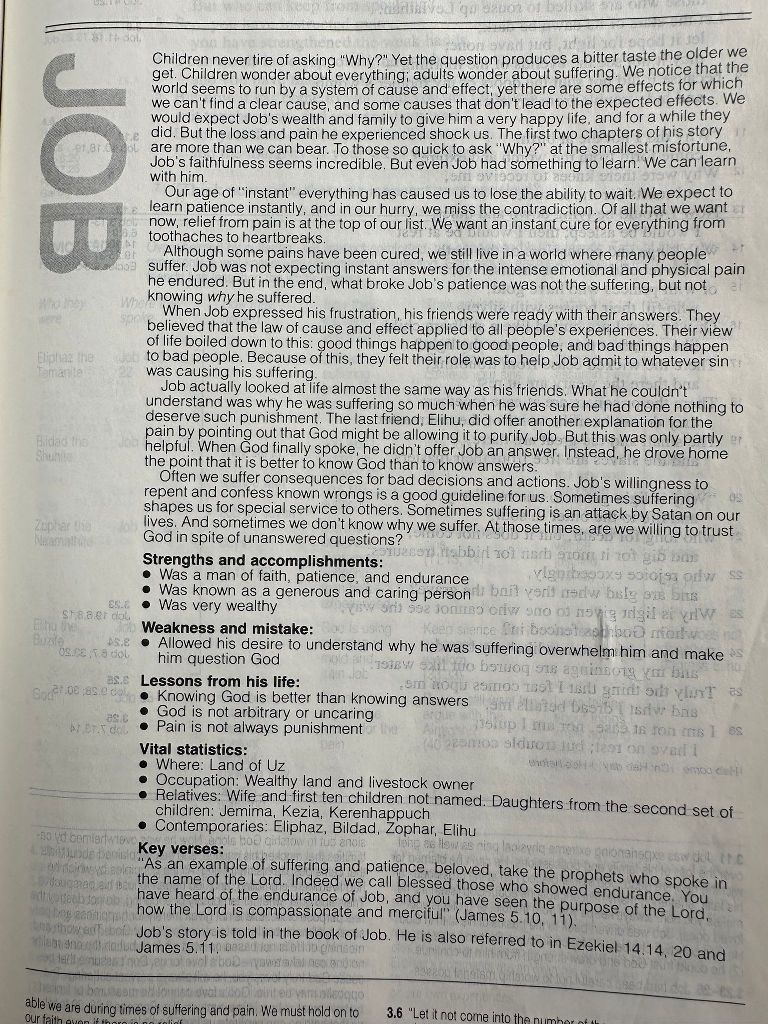 JOB
Children never tire of asking "Why?" Yet the question produces a bitter taste the older we
get. Children wonder about everything; adults wonder about suffering. We notice that the
world seems to run by a system of cause and effect, yet there are some effects for which
we can't find a clear cause, and some causes that don't lead to the expected effects. We
would expect Job's wealth and family to give him a very happy life, and for a while they
did. But the loss and pain he experienced shock us. The first two chapters of his story
are more than we can bear. To those so quick to ask "Why?" at the smallest misfortune,
Job's faithfulness seems incredible. But even Job had something to learn. We can learn
with him.
Our age of "instant" everything has caused us to lose the ability to wait. We expect to
learn patience instantly, and in our hurry, we miss the contradiction. Of all that we want
now, relief from pain is at the top of our list. We want an instant cure for everything from
toothaches to heartbreaks.
Although some pains have been cured, we still live in a world where many people
suffer. Job was not expecting instant answers for the intense emotional and physical pain
he endured. But in the end, what broke Job's patience was not the suffering, but not
knowing why he suffered.
When Job expressed his frustration, his friends were ready with their answers. They
believed that the law of cause and effect applied to all people's experiences. Their view
of life boiled down to this: good things happen to good people, and bad things happen
to bad people. Because of this, they felt their role was to help Job admit to whatever sin
was causing his suffering.
Job actually looked at life almost the same way as his friends. What he couldn't
understand was why he was suffering so much when he was sure he had done nothing to
deserve such punishment. The last friend, Elihu, did offer another explanation for the
pain by pointing out that God might be allowing it to purify Job. But this was only partly
helpful. When God finally spoke, he didn't offer Job an answer. Instead, he drove home
the point that it is better to know God than to know answers.
Often we suffer consequences for bad decisions and actions. Job's willingness to
repent and confess known wrongs is a good guideline for us. Sometimes suffering
shapes us for special service to others. Sometimes suffering is an attack by Satan on our
lives. And sometimes we don't know why we suffer. At those times, are we willing to trust
God in spite of unanswered questions?
Strengths and accomplishments:
● Was a man of faith, patience, and endurance
● Was known as a generous and caring person
● Was very wealthy
Weakness and mistake:
● Allowed his desire to understand why he was suffering overwhelm him and make
him question God
Lessons from his life:
● Knowing God is better than knowing answers
● God is not arbitrary or uncaring
● Pain is not always punishment
Vital statistics:
● Where: Land of Uz
● Occupation: Wealthy land and livestock owner
● Relatives: Wife and first ten children not named. Daughters from the second set of
children: Jemima, Kezia, Kerenhappuch
● Contemporaries: Eliphaz, Bildad, Zophar, Elihu
Key verses:
"As an example of suffering and patience, beloved, take the prophets who spoke in
the name of the Lord. Indeed we call blessed those who showed endurance. You
have heard of the endurance of Job, and you have seen the purpose of the Lord,
how the Lord is compassionate and merciful" (James 5.10, 11).
Job's story is told in the book of Job. He is also referred to in Ezekiel 14.14, 20 and
James 5.11.
able we are during times of suffering and pain. We must hold on to
our faith even if there is no relief
3.6 "Let it not come into the number of